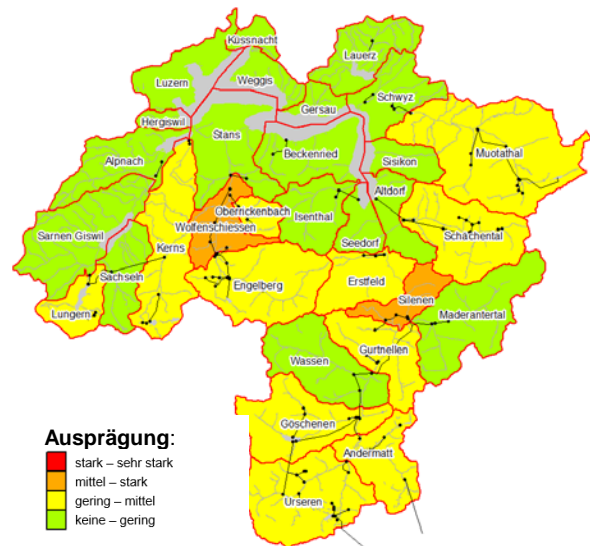 Küssnacht
Lauerz
Luzern
Weggis
Schwyz
Gersau
Hergiswil
Stans
Muotathal
Beckenried
Sisikon
Alpnach
Altdorf
Oberrickenbach
Isenthal
Wolfenschiessen
Sarnen Giswil
Schächental
Seedorf
Kerns
Sachseln
Engelberg
Erstfeld
Silenen
Lungern
Maderantertal
Gurtnellen
Wassen
Göschenen
Andermatt
Urseren
Ausprägung:
stark – sehr stark
mittel – stark
gering – mittel
keine – gering